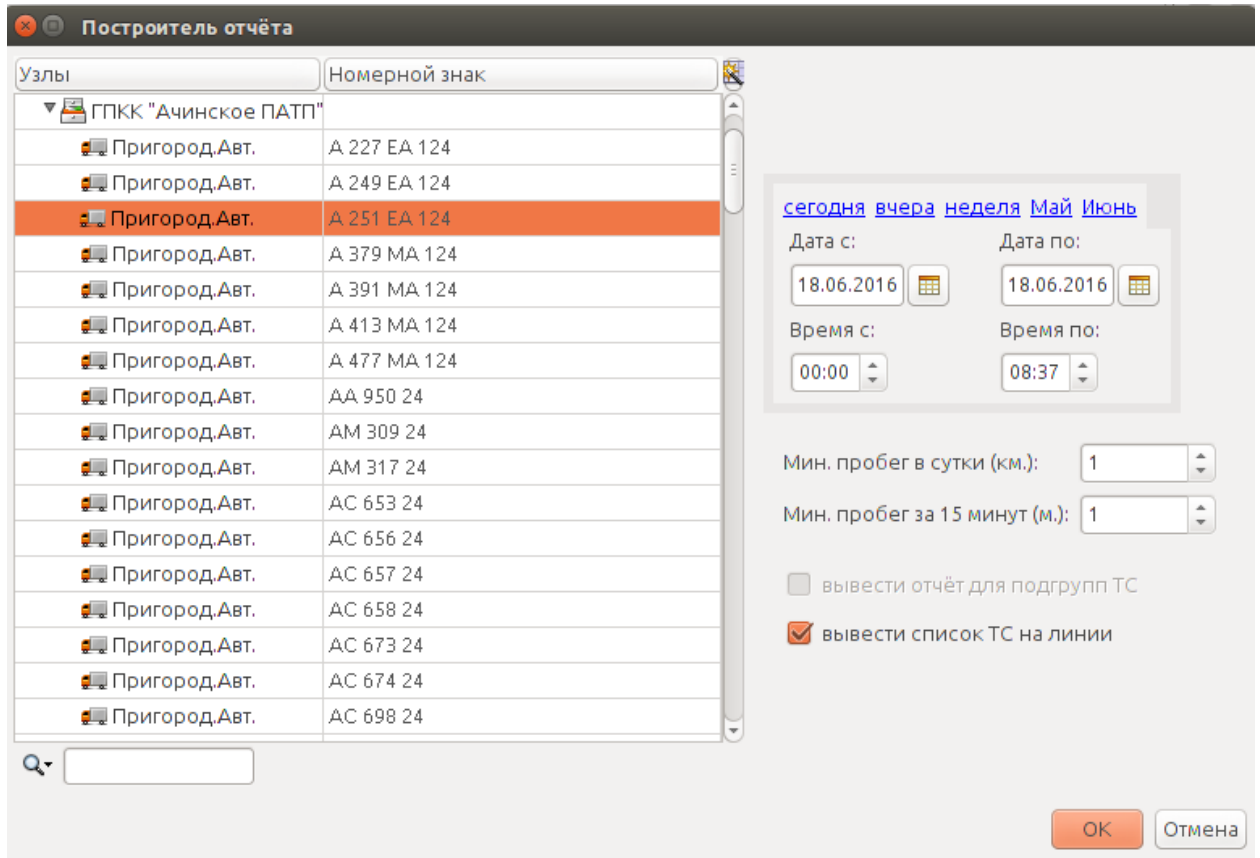 Построитель отчёта
Узлы Номерной знак
ГПКК "Ачинское ПАТП"
Пригород.Авт. А 227 ЕА 124
Пригород.Авт. А 249 ЕА 124
Пригород.Авт. А 251 ЕА 124
Пригород.Авт. А 379 МА 124
Пригород.Авт. А 391 МА 124
Пригород.Авт. А 413 МА 124
Пригород.Авт. А 477 МА 124
Пригород.Авт. АА 950 24
Пригород.Авт. АМ 309 24
Пригород.Авт. АМ 317 24
Пригород.Авт. АС 653 24
Пригород.Авт. АС 656 24
Пригород.Авт. АС 657 24
Пригород.Авт. АС 658 24
Пригород.Авт. АС 673 24
Пригород.Авт. АС 674 24
Пригород.Авт. АС 698 24
сегодня вчера неделя Май Июнь
Дата с: Дата по:
18.06.2016 18.06.2016
Время с: Время по:
00:00 08:37
Мин. пробег в сутки (км.): 1
Мин. пробег за 15 минут (м.): 1
вывести отчёт для подгрупп ТС
вывести список ТС на линии
ОК Отмена